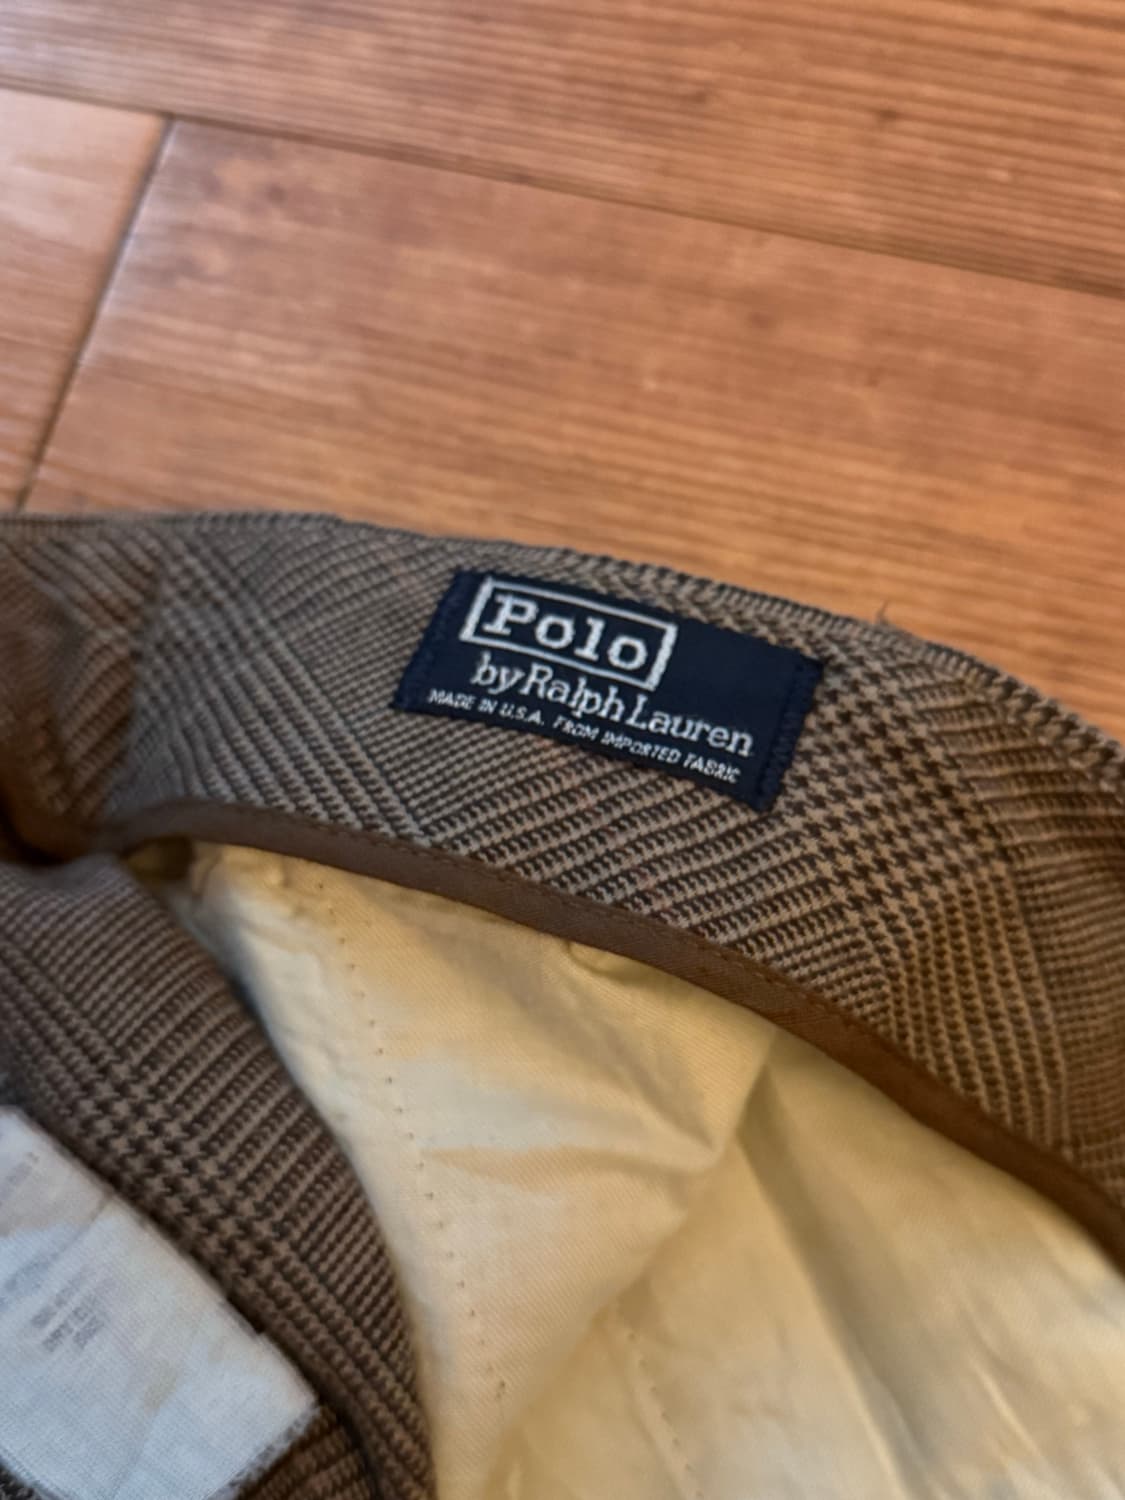 Polo
by Ralph Lauren
MADE IN U.S.A. FROM IMPORTED FABRIC